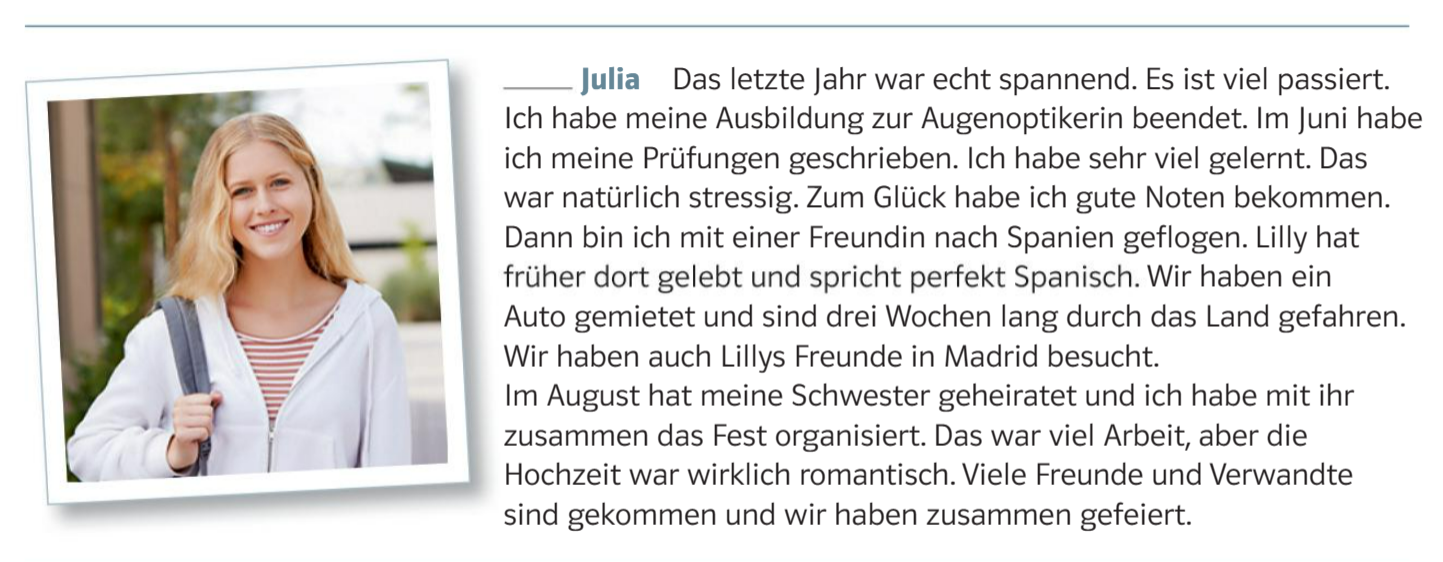 ____ Julia Das letzte Jahr war echt spannend. Es ist viel passiert.
Ich habe meine Ausbildung zur Augenoptikerin beendet. Im Juni habe
ich meine Prüfungen geschrieben. Ich habe sehr viel gelernt. Das
war natürlich stressig. Zum Glück habe ich gute Noten bekommen.
Dann bin ich mit einer Freundin nach Spanien geflogen. Lilly hat
früher dort gelebt und spricht perfekt Spanisch. Wir haben ein
Auto gemietet und sind drei Wochen lang durch das Land gefahren.
Wir haben auch Lillys Freunde in Madrid besucht.
Im August hat meine Schwester geheiratet und ich habe mit ihr
zusammen das Fest organisiert. Das war viel Arbeit, aber die
Hochzeit war wirklich romantisch. Viele Freunde und Verwandte
sind gekommen und wir haben zusammen gefeiert.